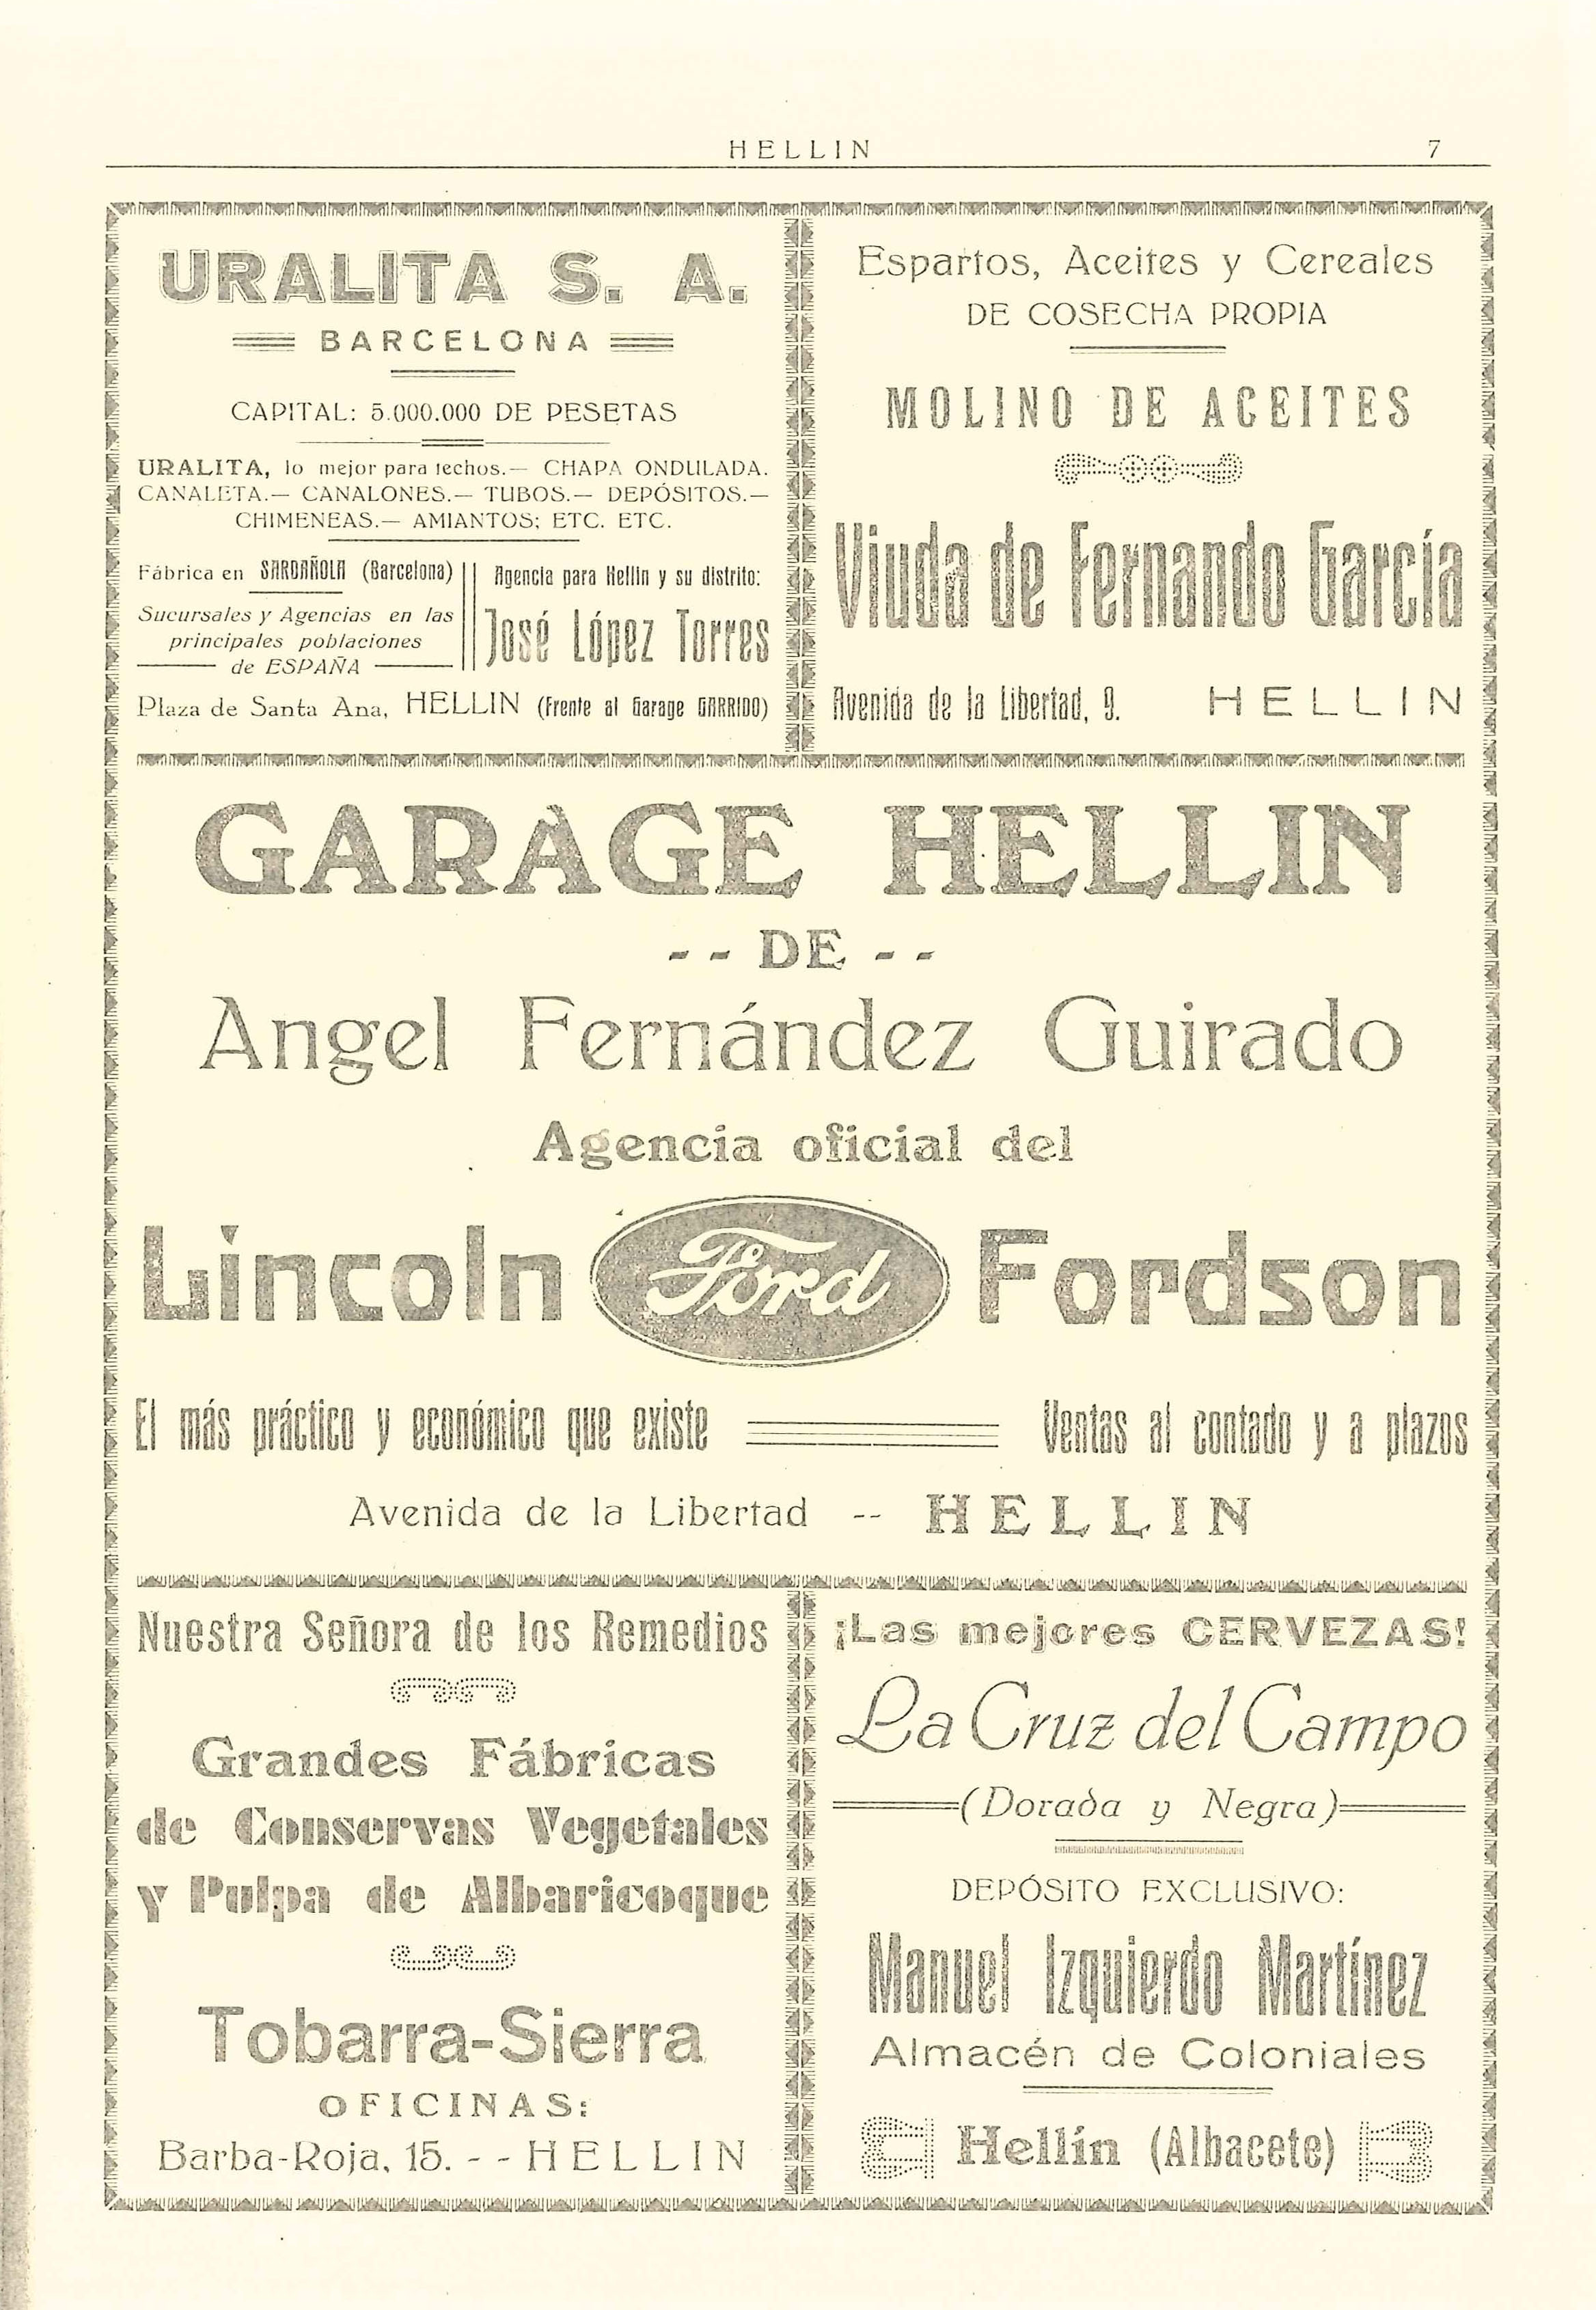 HELLIN 7
URALITA S. A.
BARCELONA
CAPITAL: 5.000.000 DE PESETAS
URALITA, lo mejor para techos.— CHAPA ONDULADA.
CANALETA.— CANALONES.— TUBOS.— DEPÓSITOS.—
CHIMENEAS.— AMIANTOS; ETC. ETC.
Fábrica en SARDAÑOLA (Barcelona)
Sucursales y Agencias en las
principales poblaciones
de ESPAÑA
Agencia para Hellin y su distrito:
José López Torres
Plaza de Santa Ana, HELLIN (Frente al Garage GARRIDO)
Espartos, Aceites y Cereales
DE COSECHA PROPIA
MOLINO DE ACEITES
Viuda de Fernando García
Avenida de la Libertad, 9. HELLIN
GARAGE HELLIN
-- DE --
Angel Fernández Guirado
Agencia oficial del
Lincoln Ford Fordson
El más práctico y económico que existe Ventas al contado y a plazos
Avenida de la Libertad -- HELLIN
Nuestra Señora de los Remedios
Grandes Fábricas
de Conservas Vegetales
y Pulpa de Albaricoque
Tobarra-Sierra
OFICINAS:
Barba-Roja, 15. -- HELLIN
¡Las mejores CERVEZAS!
La Cruz del Campo
(Dorada y Negra)
DEPÓSITO EXCLUSIVO:
Manuel Izquierdo Martínez
Almacén de Coloniales
Hellín (Albacete)